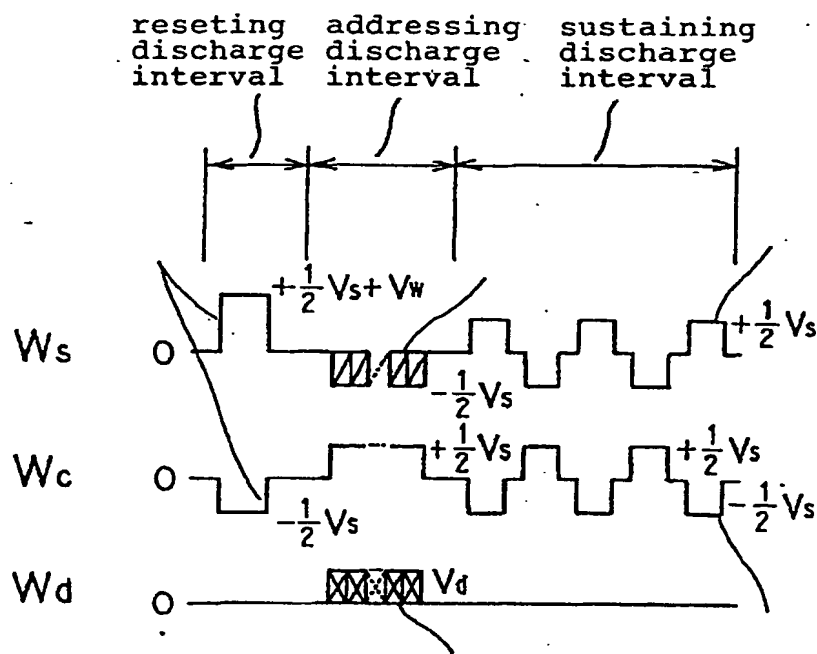 reseting discharge interval
addressing discharge interval
sustaining discharge interval
+1/2 Vs + Vw
Ws 0
+1/2 Vs
-1/2 Vs
Wc 0
+1/2 Vs
+1/2 Vs
-1/2 Vs
-1/2 Vs
Wd 0
Vd